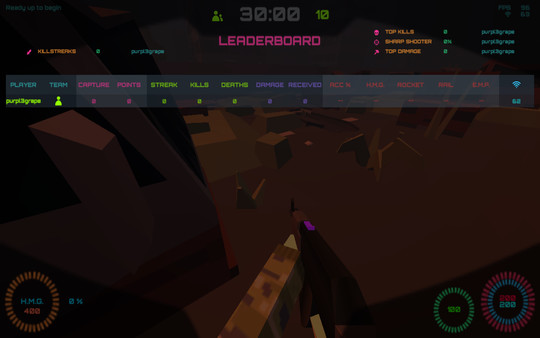 Ready up to begin
30:00 10
FPS 96
63
LEADERBOARD
KILLSTREAKS 0 purpl3grape
TOP KILLS 0 purpl3grape
SHARP SHOOTER 0% purpl3grape
TOP DAMAGE 0 purpl3grape
PLAYER TEAM CAPTURE POINTS STREAK KILLS DEATHS DAMAGE RECEIVED ACC % H.M.G. ROCKET RAIL E.M.P.
purpl3grape 0 0 0 0 0 0 0 -- -- -- -- -- 62
H.M.G. 0 %
400
100
200
200